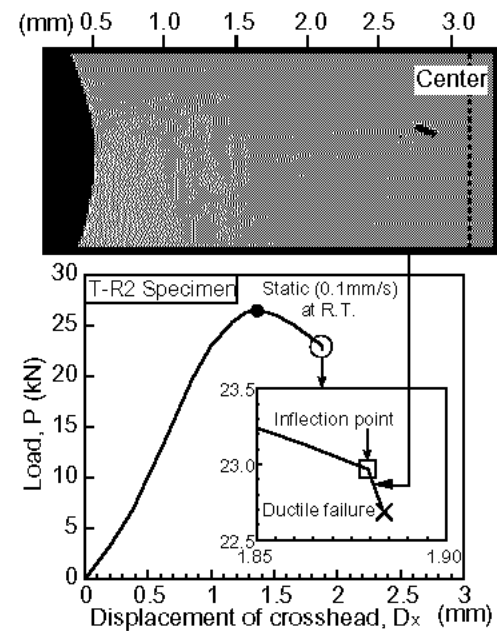 (mm) 0.5 1.0 1.5 2.0 2.5 3.0
Center
30
T-R2 Specimen
Static (0.1mm/s)
at R.T.
25
20
15
10
5
0
Load, P (kN)
23.5
Inflection point
23.0
Ductile failure
22.5
1.85 1.90
0 0.5 1 1.5 2 2.5 3
Displacement of crosshead, Dx (mm)